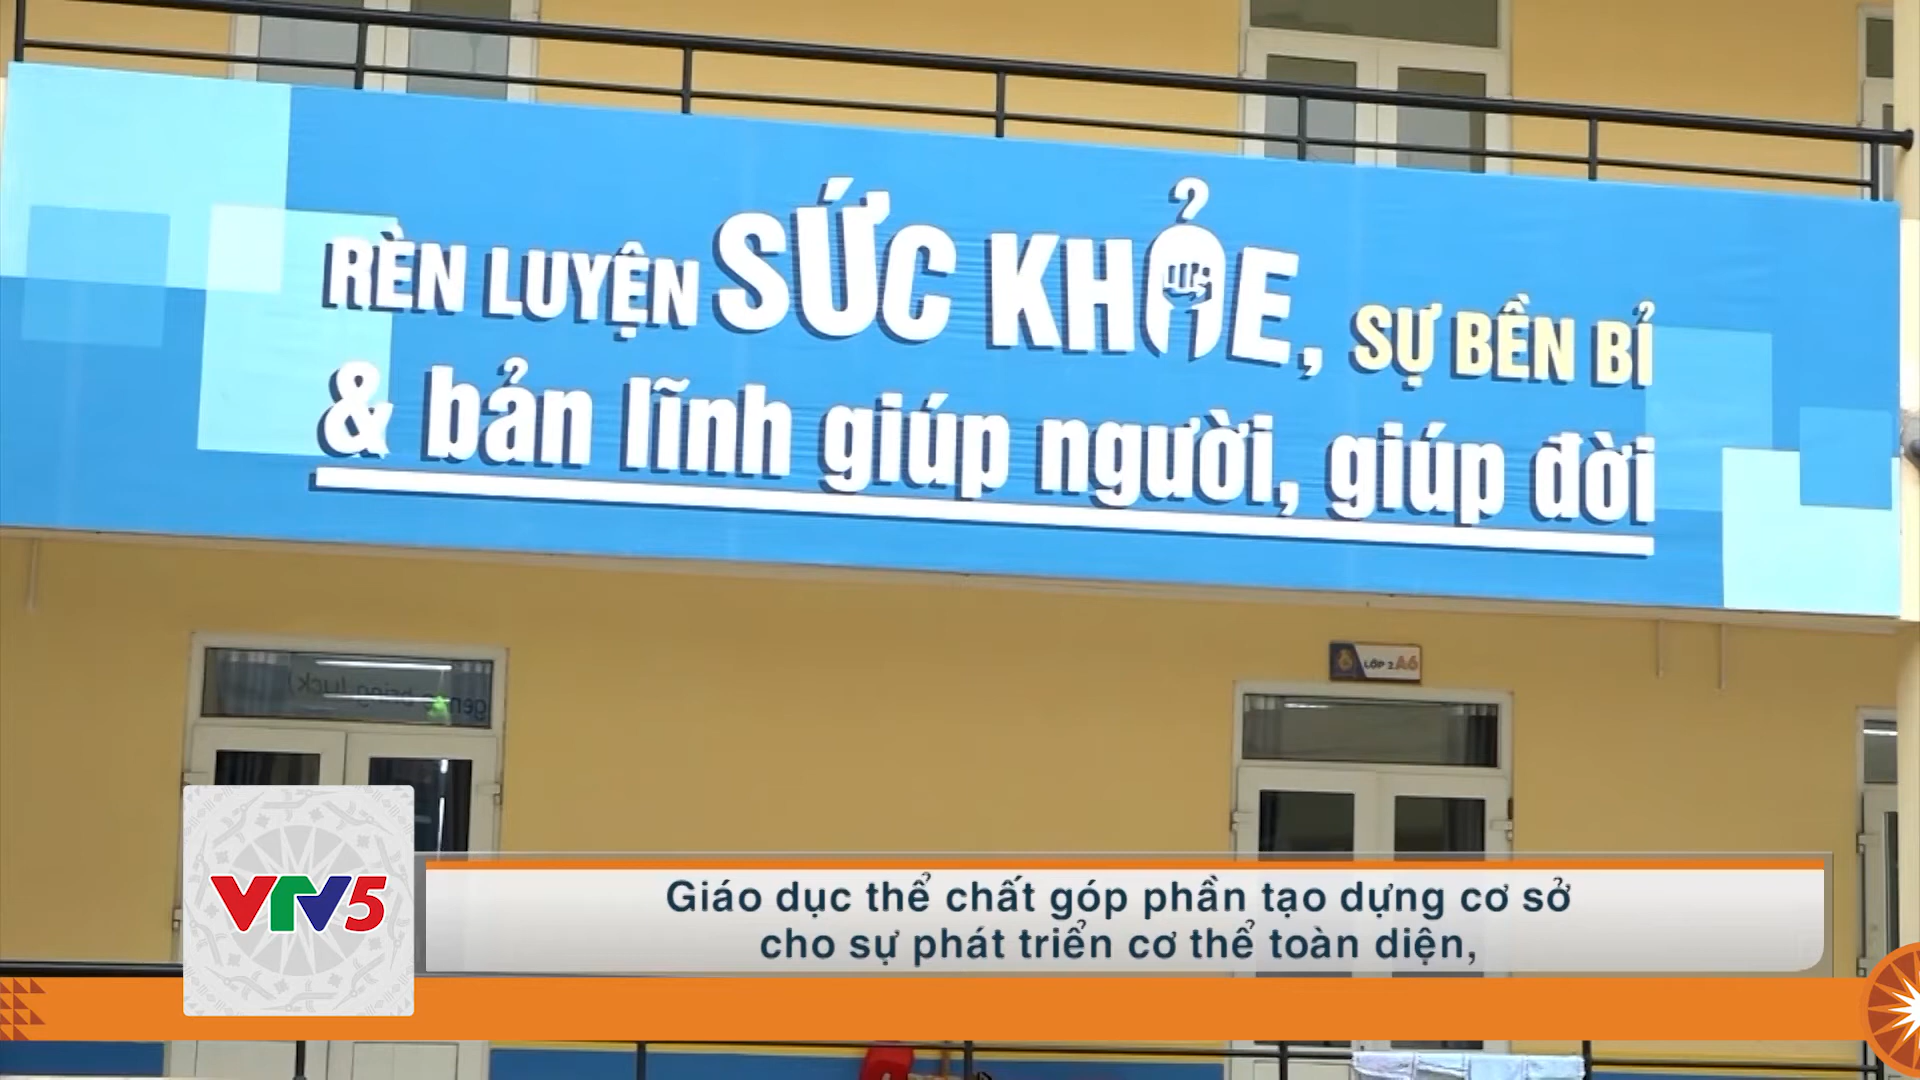 RÈN LUYỆN SỨC KHỎE, SỰ BỀN BỈ
& bản lĩnh giúp người, giúp đời
LỚP 2A6
VTV5
Giáo dục thể chất góp phần tạo dựng cơ sở
cho sự phát triển cơ thể toàn diện,